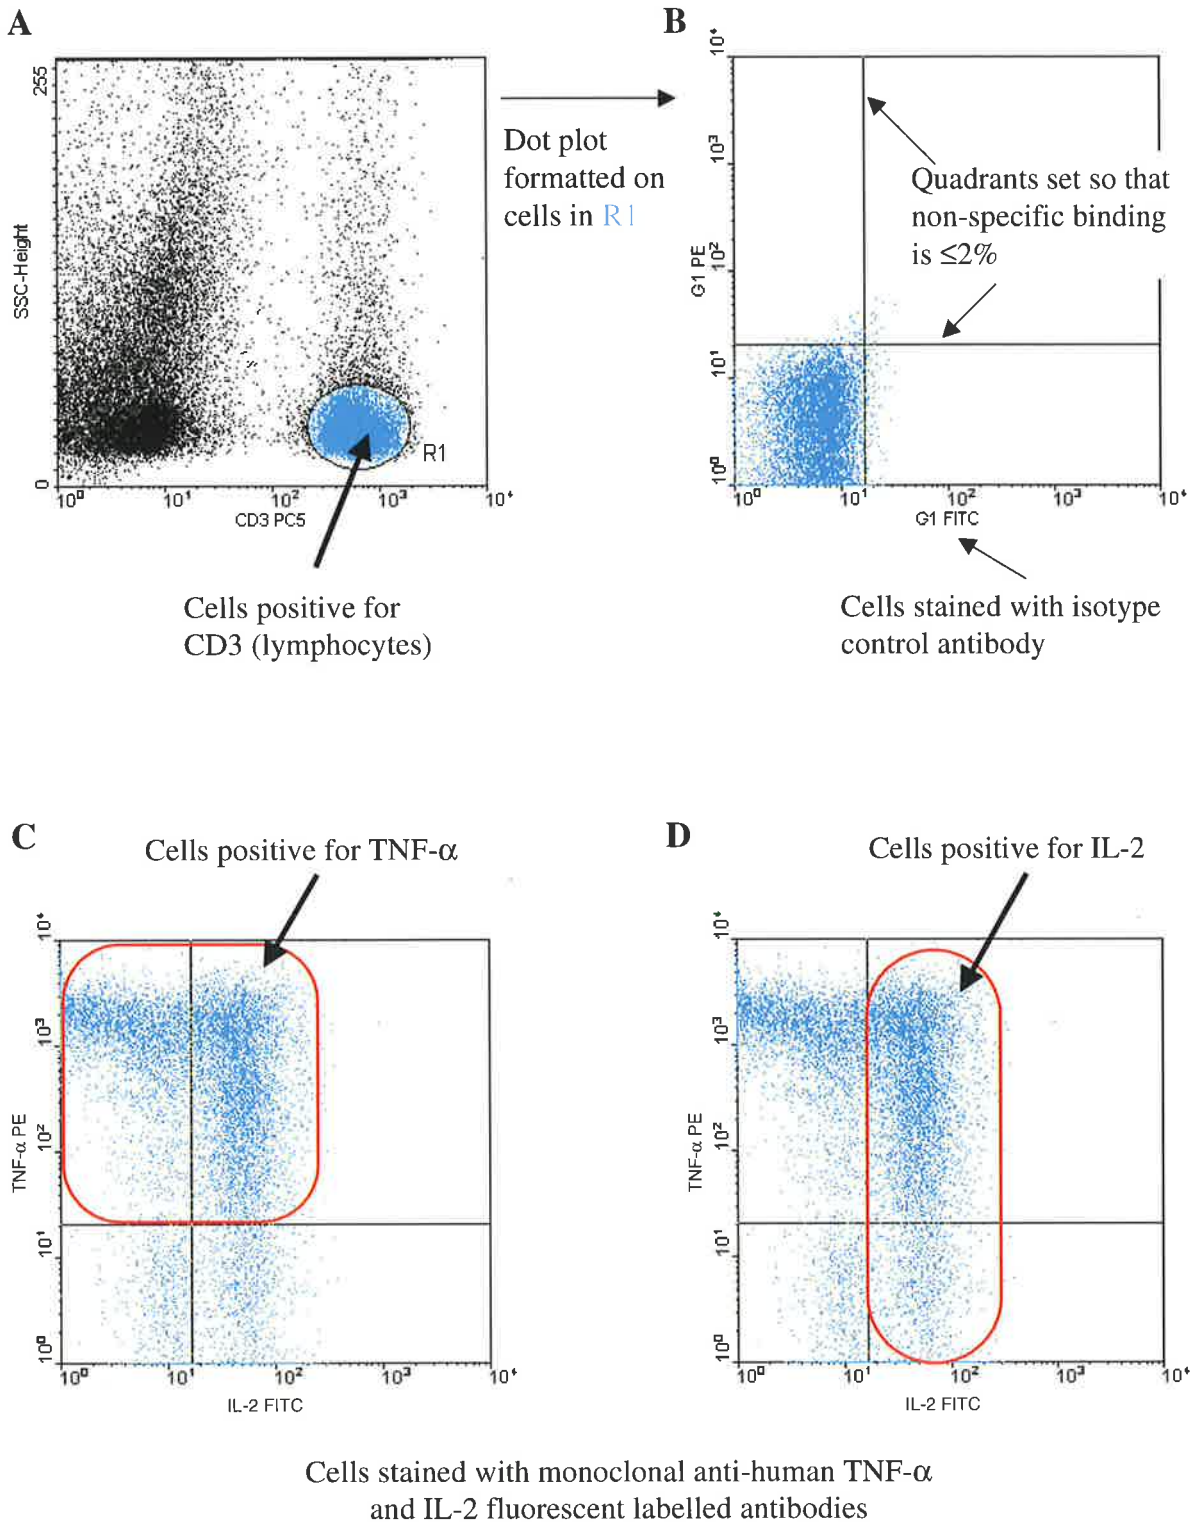 A
255
SSC-Height
0
10⁰ 10¹ 10² 10³ 10⁴
CD3 PC5
R1
Cells positive for
CD3 (lymphocytes)
Dot plot
formatted on
cells in R1
B
10⁴
10³
10²
10¹
10⁰
G1 PE
10⁰ 10¹ 10² 10³ 10⁴
G1 FITC
Quadrants set so that
non-specific binding
is ≤2%
Cells stained with isotype
control antibody
C
Cells positive for TNF-α
10⁴
10³
10²
10¹
10⁰
TNF-α PE
10⁰ 10¹ 10² 10³ 10⁴
IL-2 FITC
D
Cells positive for IL-2
10⁴
10³
10²
10¹
10⁰
TNF-α PE
10⁰ 10¹ 10² 10³ 10⁴
IL-2 FITC
Cells stained with monoclonal anti-human TNF-α
and IL-2 fluorescent labelled antibodies